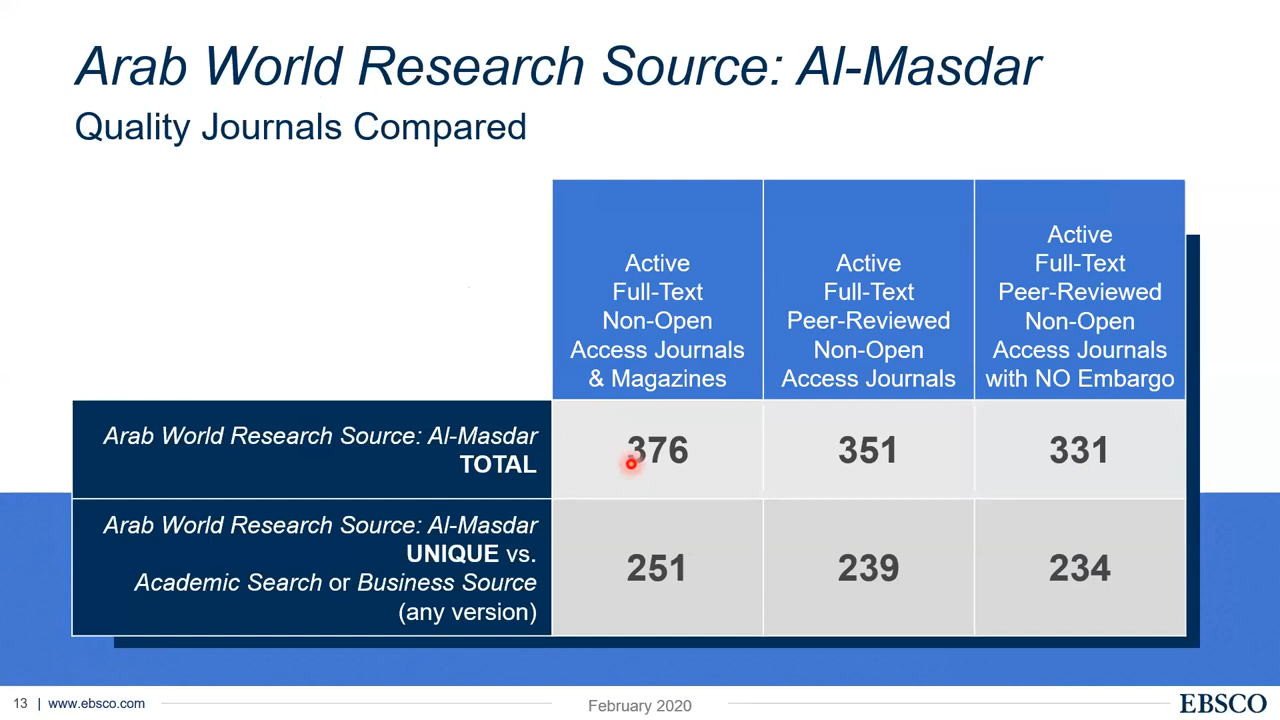 Arab World Research Source: Al-Masdar
Quality Journals Compared
Active
Full-Text
Non-Open
Access Journals
& Magazines
Active
Full-Text
Peer-Reviewed
Non-Open
Access Journals
Active
Full-Text
Peer-Reviewed
Non-Open
Access Journals
with NO Embargo
Arab World Research Source: Al-Masdar
TOTAL
376
351
331
Arab World Research Source: Al-Masdar
UNIQUE vs.
Academic Search or Business Source
(any version)
251
239
234
13 | www.ebsco.com
February 2020
EBSCO